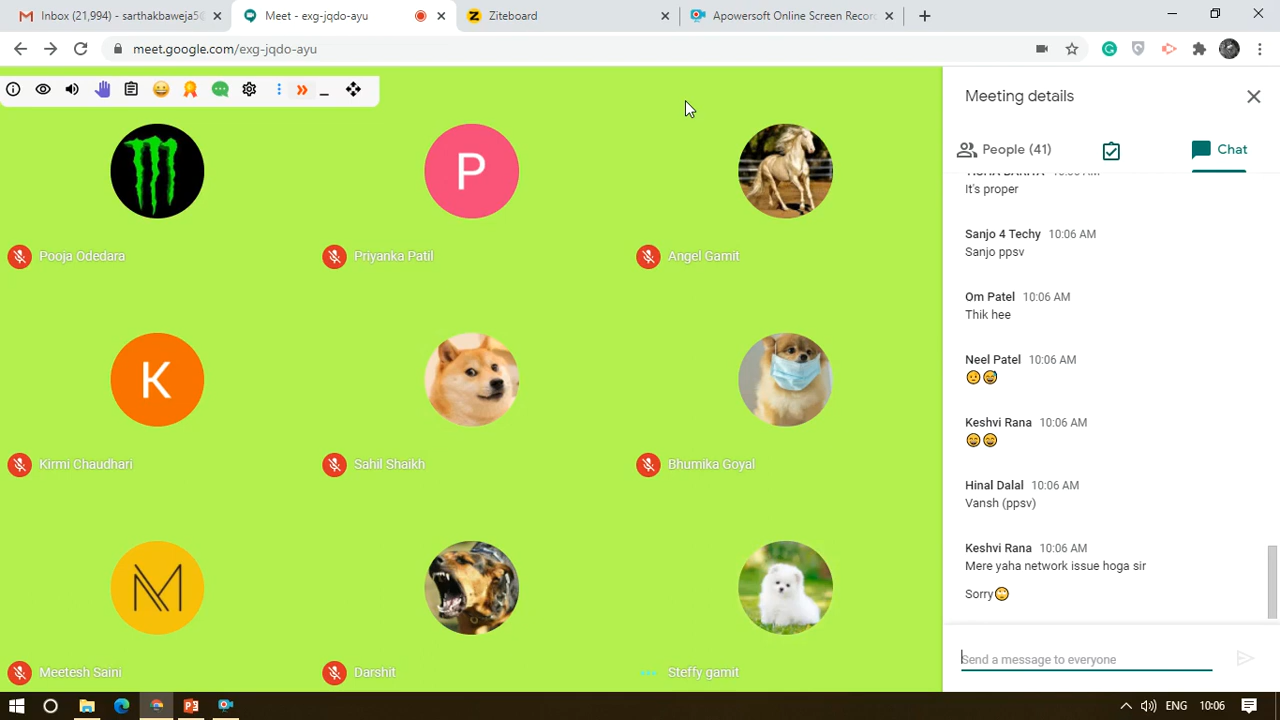 Inbox (21,994) - sarthakbaweja5
Meet - exg-jqdo-ayu
Ziteboard
Apowersoft Online Screen Recor
meet.google.com/exg-jqdo-ayu
Meeting details
People (41)
Chat
10:06 AM
It's proper
Sanjo 4 Techy 10:06 AM
Sanjo ppsv
Om Patel 10:06 AM
Thik hee
Neel Patel 10:06 AM
😟😅
Keshvi Rana 10:06 AM
😄😄
Hinal Dalal 10:06 AM
Vansh (ppsv)
Keshvi Rana 10:06 AM
Mere yaha network issue hoga sir
Sorry🙄
Send a message to everyone
P
Pooja Odedara
Priyanka Patil
Angel Gamit
K
Kirmi Chaudhari
Sahil Shaikh
Bhumika Goyal
M
Meetesh Saini
Darshit
Steffy gamit
ENG 10:06